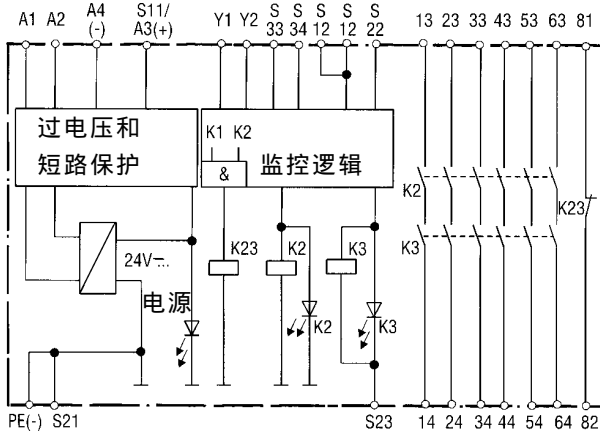 A1 A2 A4 (-) S11/ A3(+) Y1 Y2 S 33 S 34 S 12 S 12 S 22 13 23 33 43 53 63 81
过电压和
短路保护
K1 K2
&
监控逻辑
K2
K23
K3
K23 K2 K3
24V
电源
K2 K3
PE(-) S21 S23 14 24 34 44 54 64 82